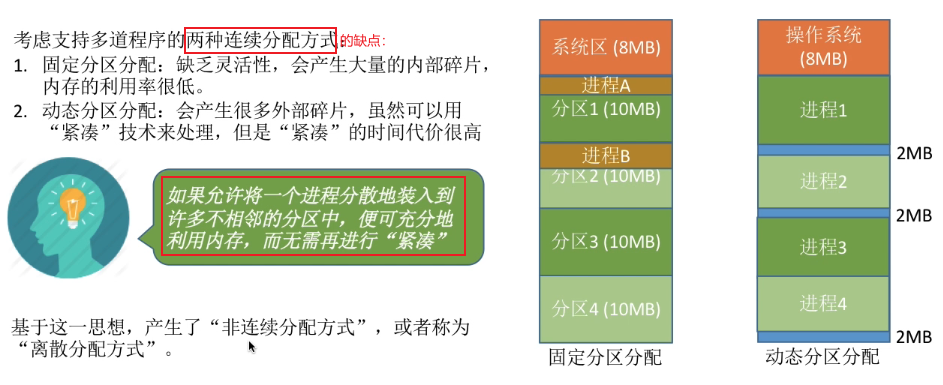 考虑支持多道程序的两种连续分配方式的缺点：
1. 固定分区分配：缺乏灵活性，会产生大量的内部碎片，
内存的利用率很低。
2. 动态分区分配：会产生很多外部碎片，虽然可以用
“紧凑”技术来处理，但是“紧凑”的时间代价很高
如果允许将一个进程分散地装入到
许多不相邻的分区中，便可充分地
利用内存，而无需再进行“紧凑”
基于这一思想，产生了“非连续分配方式”，或者称为
“离散分配方式”。
系统区 (8MB)
进程A
分区1 (10MB)
进程B
分区2 (10MB)
分区3 (10MB)
分区4 (10MB)
固定分区分配
操作系统
(8MB)
进程1
2MB
进程2
2MB
进程3
进程4
2MB
动态分区分配